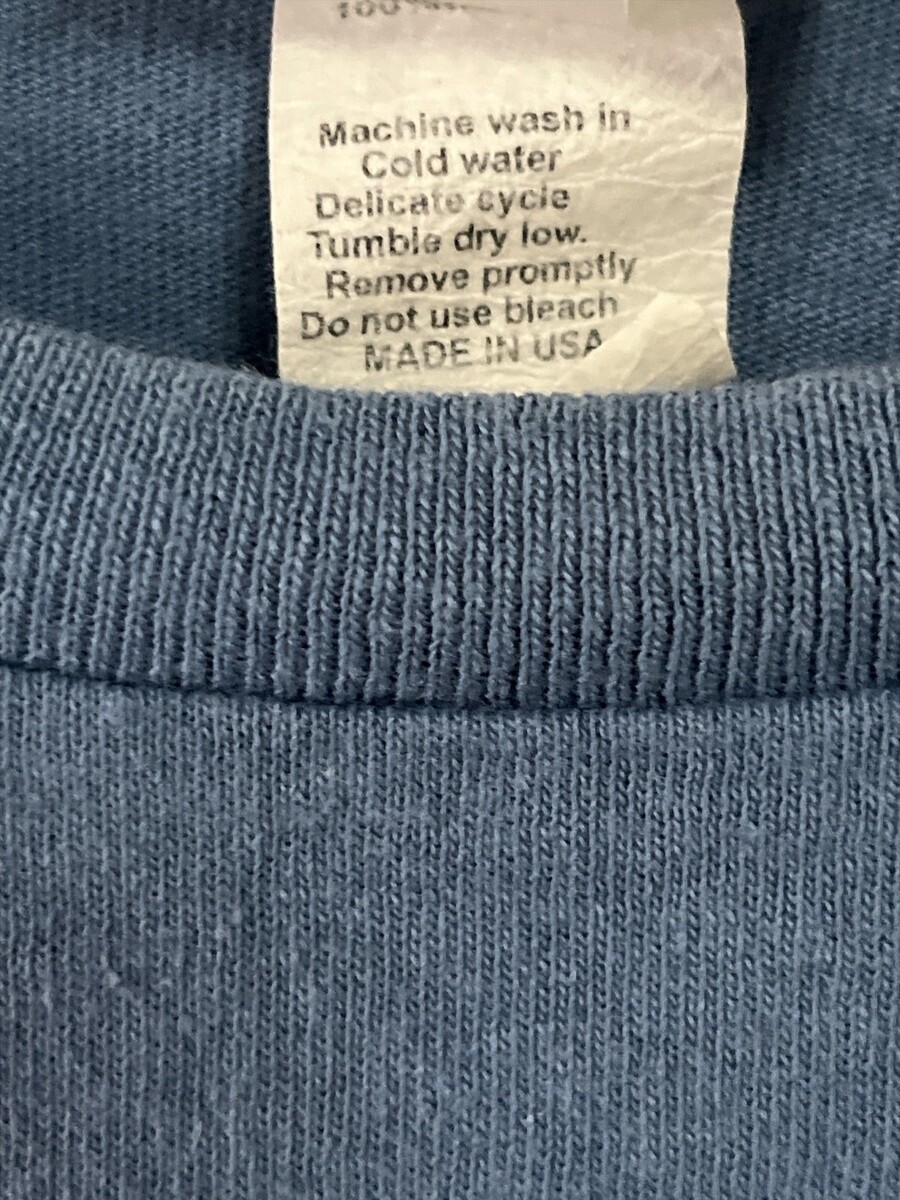 Machine wash in
Cold water
Delicate cycle
Tumble dry low.
Remove promptly
Do not use bleach
MADE IN USA